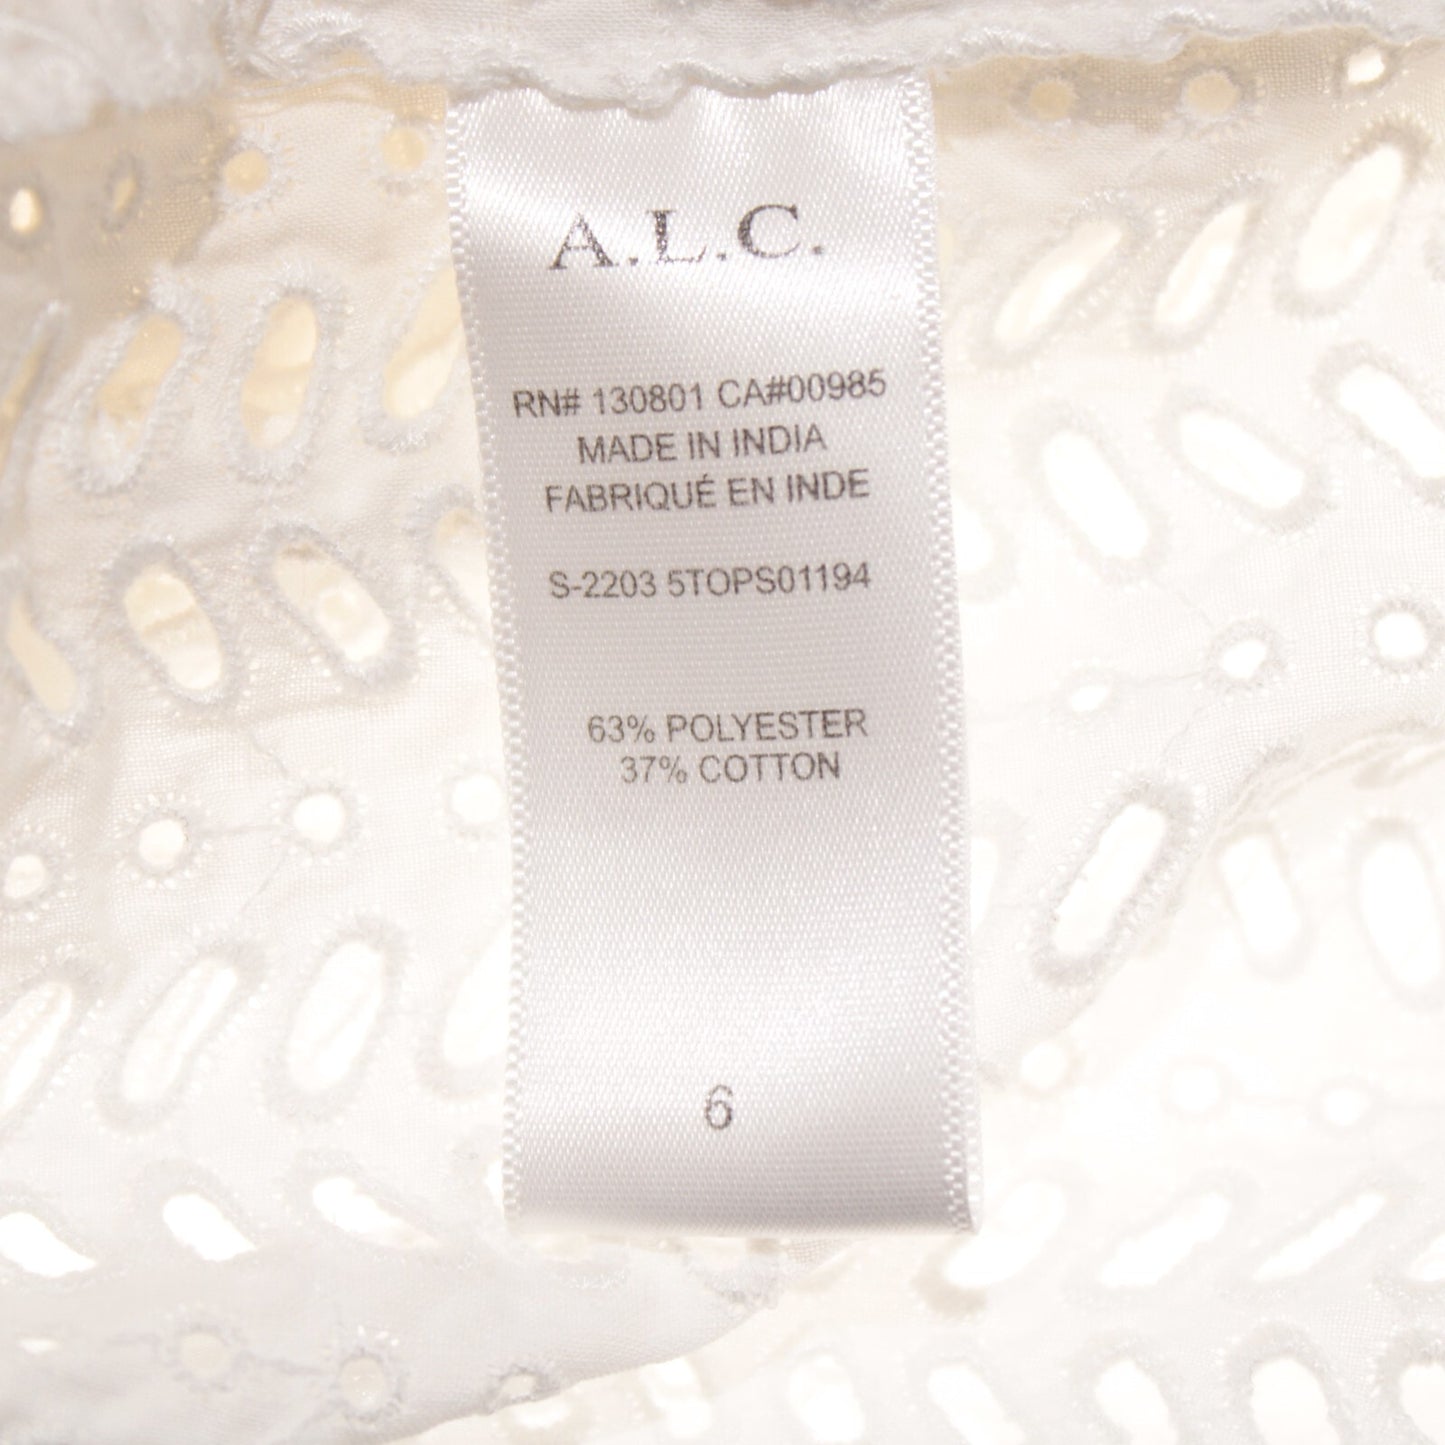 A.L.C.
RN# 130801 CA#00985
MADE IN INDIA
FABRIQUÉ EN INDE
S-2203 5TOPS01194
63% POLYESTER
37% COTTON
6